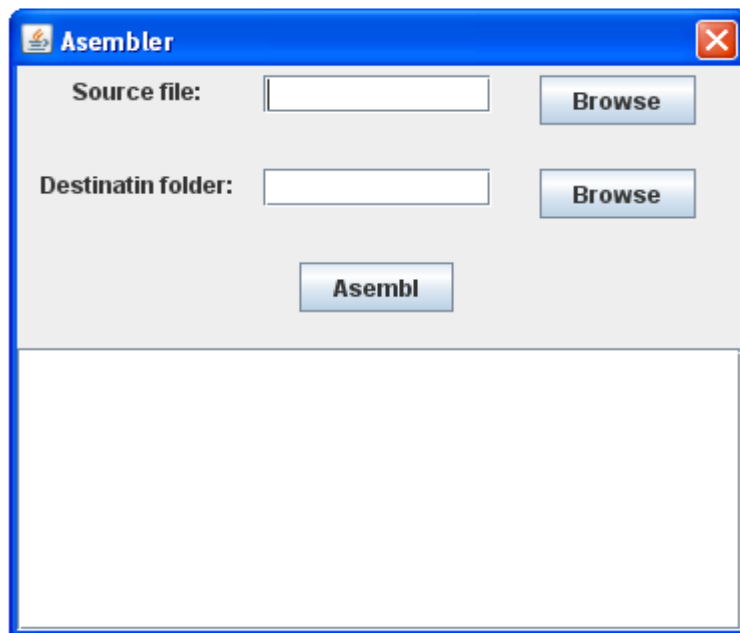 Asembler
Source file:
Browse
Destinatin folder:
Browse
Asembl